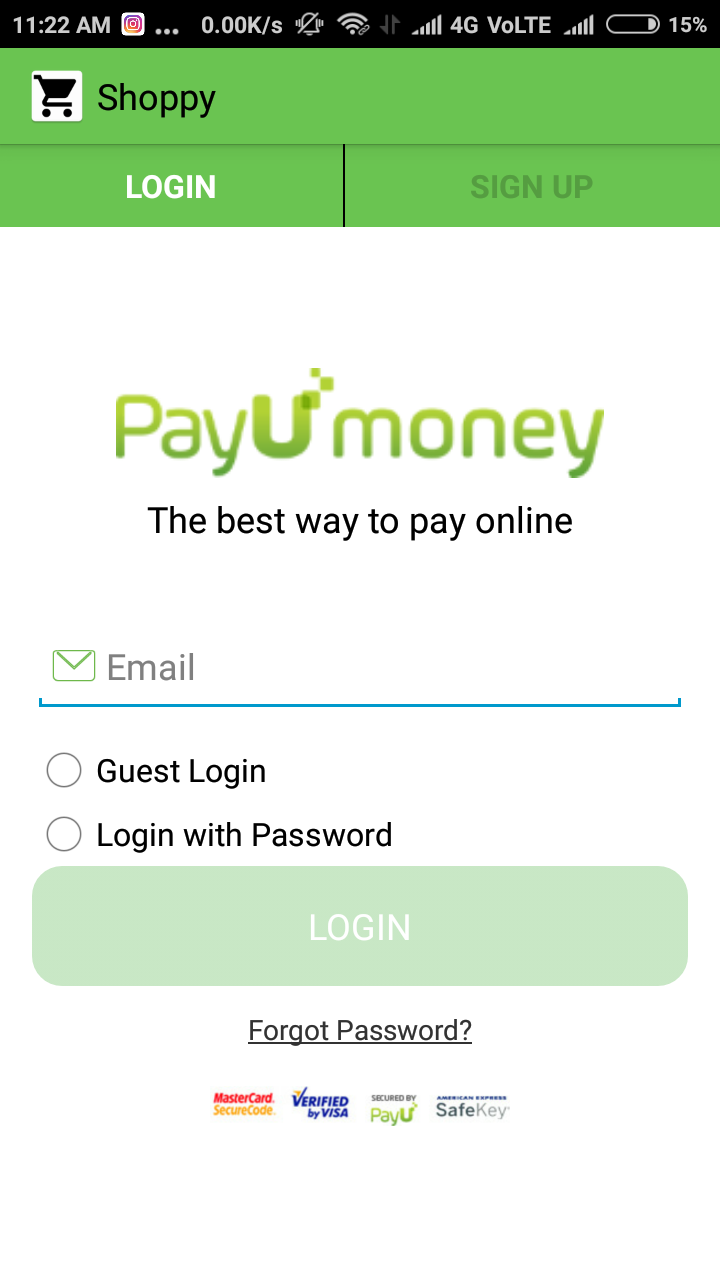 11:22 AM ... 0.00K/s 4G VoLTE 15%
Shoppy
LOGIN SIGN UP
PayUmoney
The best way to pay online
Email
Guest Login
Login with Password
LOGIN
Forgot Password?
MasterCard. SecureCode. VERIFIED by VISA SECURED BY PayU AMERICAN EXPRESS SafeKey